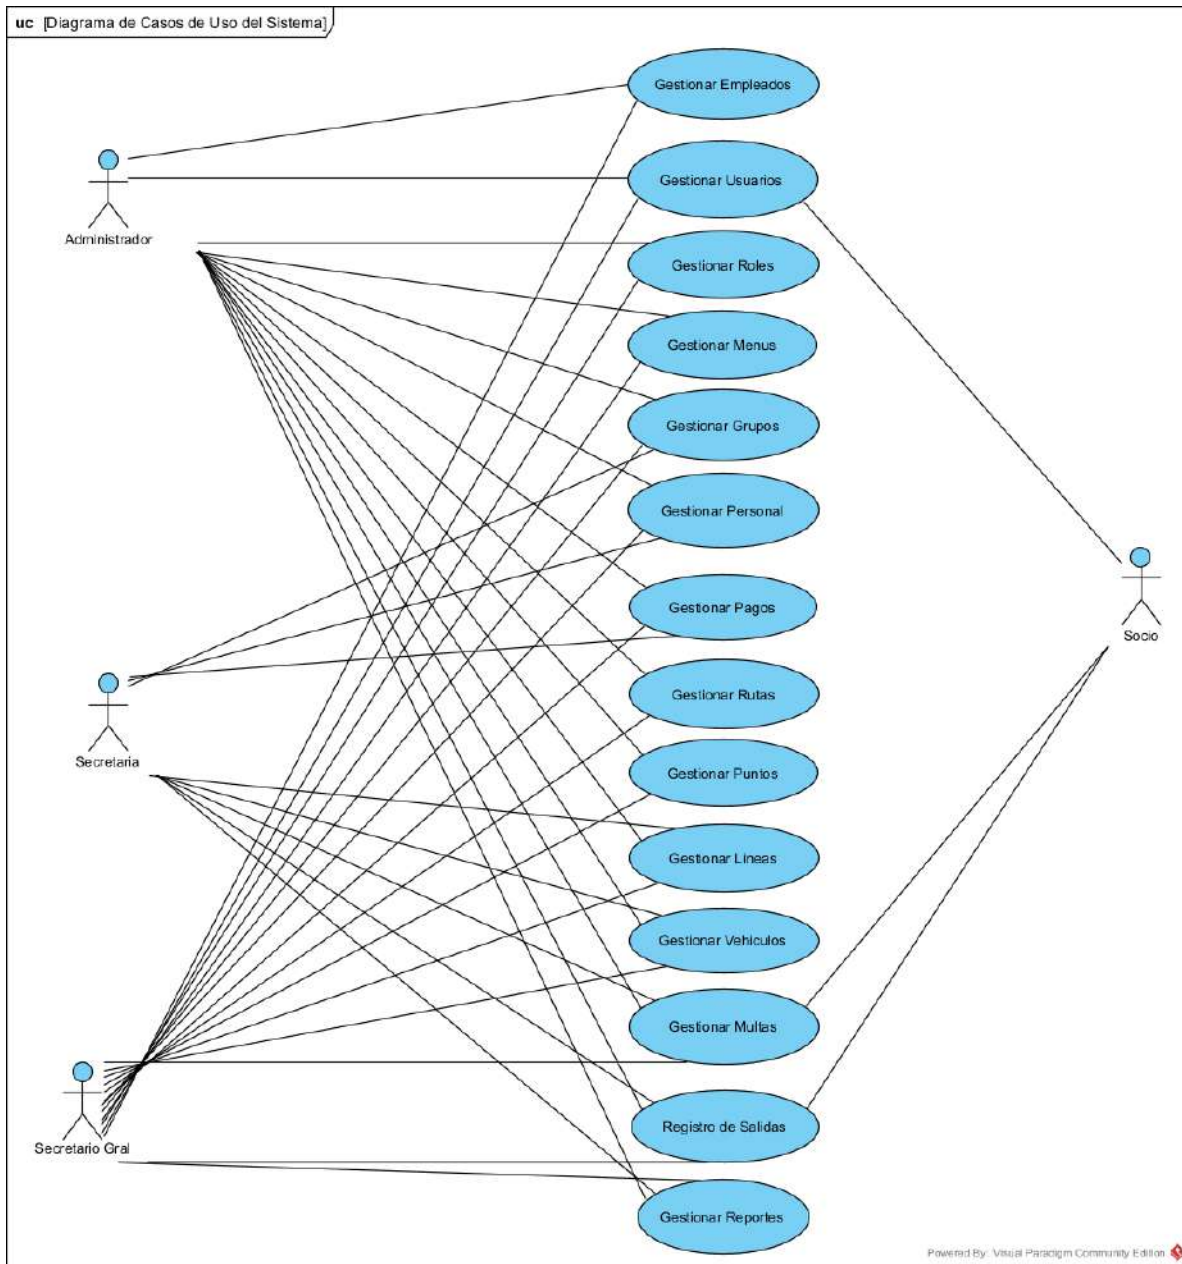 uc [Diagrama de Casos de Uso del Sistema]
Gestionar Empleados
Gestionar Usuarios
Administrador
Gestionar Roles
Gestionar Menus
Gestionar Grupos
Gestionar Personal
Gestionar Pagos
Socio
Gestionar Rutas
Secretaria
Gestionar Puntos
Gestionar Líneas
Gestionar Vehiculos
Gestionar Multas
Registro de Salidas
Secretario Gral
Gestionar Reportes
Powered By: Visual Paradigm Community Edition